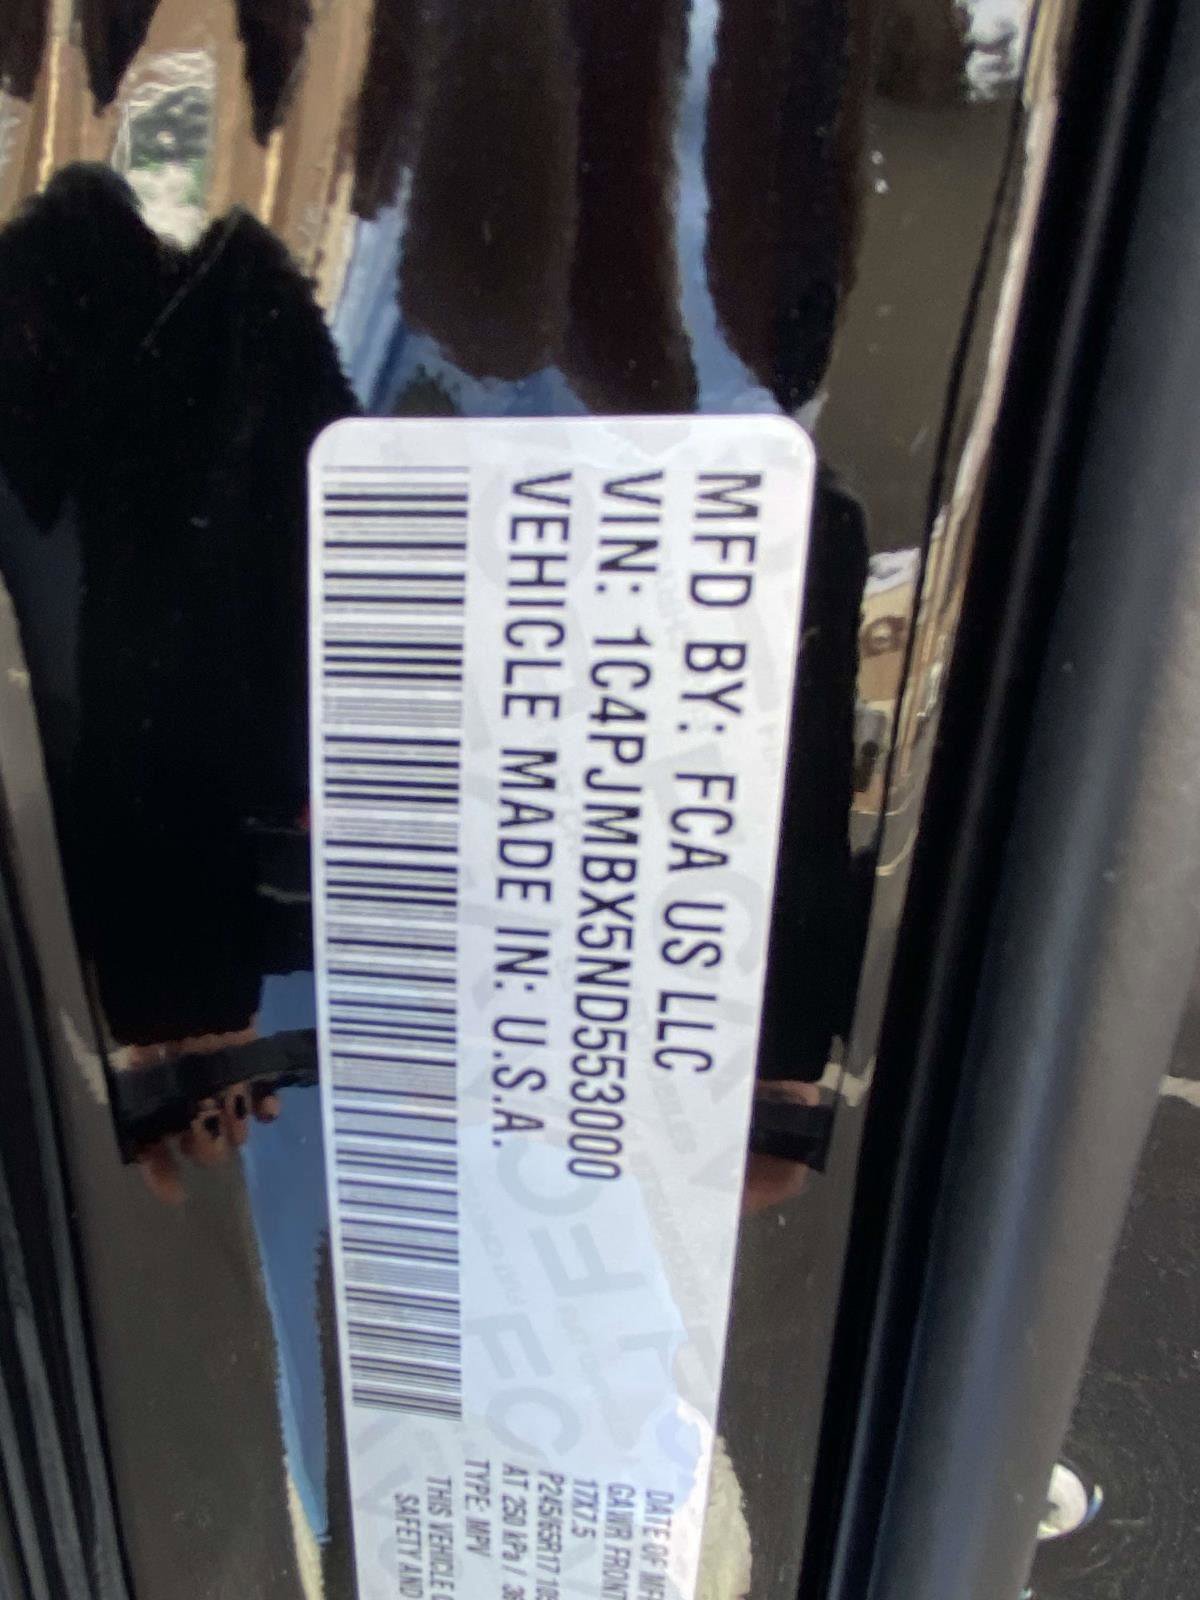 MFD BY: FCA US LLC
VIN: 1C4PJMBX5ND553000
VEHICLE MADE IN: U.S.A.
DATE OF
GAWR FRONT
17X7.5
P245/65R17
AT 250 kPa /
TYPE: MPV
THIS VEHICLE
SAFETY AND